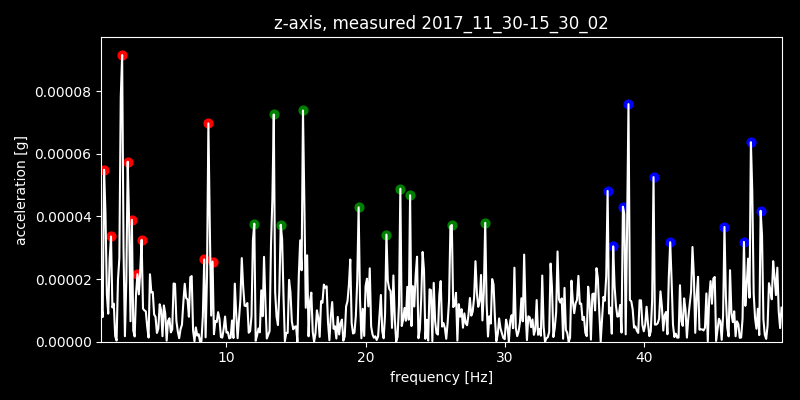 z-axis, measured 2017_11_30-15_30_02
acceleration [g]
0.00008
0.00006
0.00004
0.00002
0.00000
10 20 30 40
frequency [Hz]